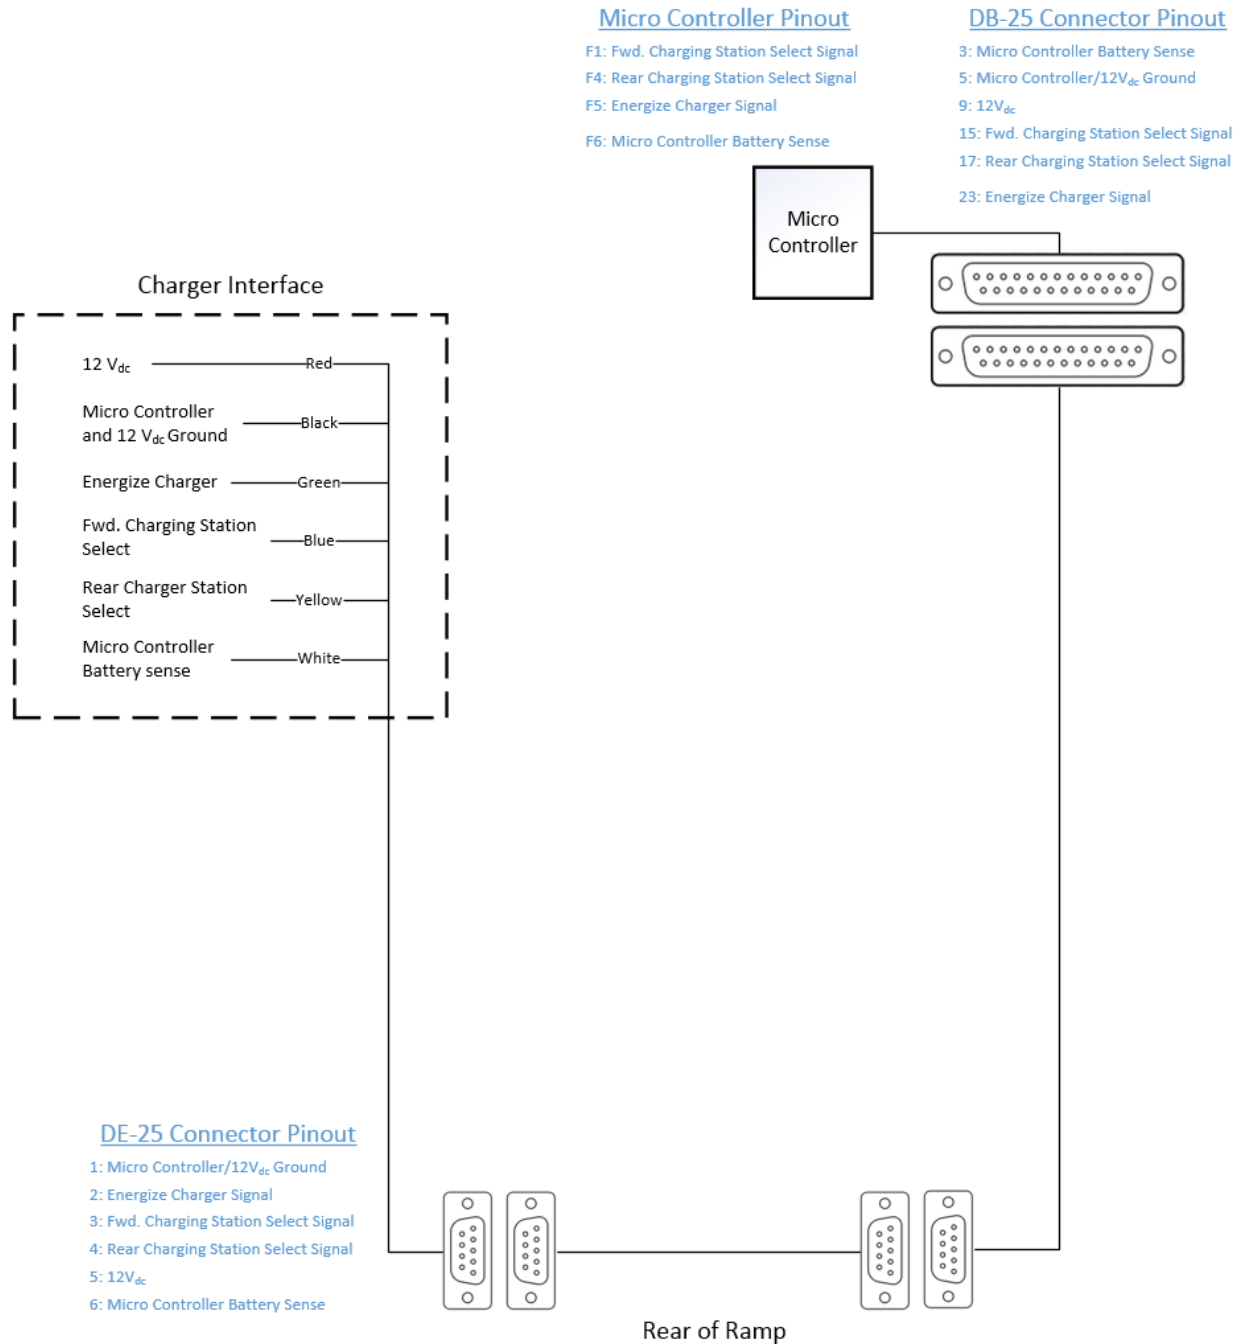 Micro Controller Pinout
F1: Fwd. Charging Station Select Signal
F4: Rear Charging Station Select Signal
F5: Energize Charger Signal
F6: Micro Controller Battery Sense
DB-25 Connector Pinout
3: Micro Controller Battery Sense
5: Micro Controller/12Vdc Ground
9: 12Vdc
15: Fwd. Charging Station Select Signal
17: Rear Charging Station Select Signal
23: Energize Charger Signal
Micro
Controller
Charger Interface
12 Vdc Red
Micro Controller
and 12 Vdc Ground Black
Energize Charger Green
Fwd. Charging Station
Select Blue
Rear Charger Station
Select Yellow
Micro Controller
Battery sense White
DE-25 Connector Pinout
1: Micro Controller/12Vdc Ground
2: Energize Charger Signal
3: Fwd. Charging Station Select Signal
4: Rear Charging Station Select Signal
5: 12Vdc
6: Micro Controller Battery Sense
Rear of Ramp